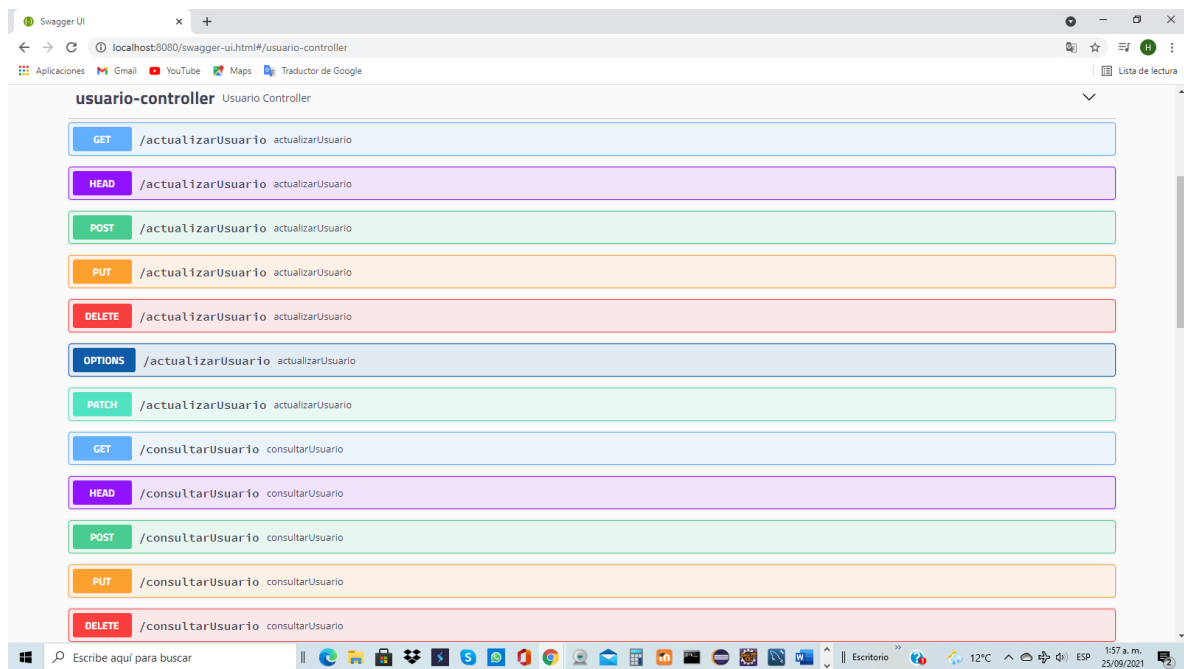 Swagger UI
localhost:8080/swagger-ui.html#/usuario-controller
H
Aplicaciones Gmail YouTube Maps Traductor de Google Lista de lectura
usuario-controller Usuario Controller
GET /actualizarUsuario actualizarUsuario
HEAD /actualizarUsuario actualizarUsuario
POST /actualizarUsuario actualizarUsuario
PUT /actualizarUsuario actualizarUsuario
DELETE /actualizarUsuario actualizarUsuario
OPTIONS /actualizarUsuario actualizarUsuario
PATCH /actualizarUsuario actualizarUsuario
GET /consultarUsuario consultarUsuario
HEAD /consultarUsuario consultarUsuario
POST /consultarUsuario consultarUsuario
PUT /consultarUsuario consultarUsuario
DELETE /consultarUsuario consultarUsuario
Escribe aquí para buscar Escritorio 12°C ESP 1:57 a. m.
25/09/2021